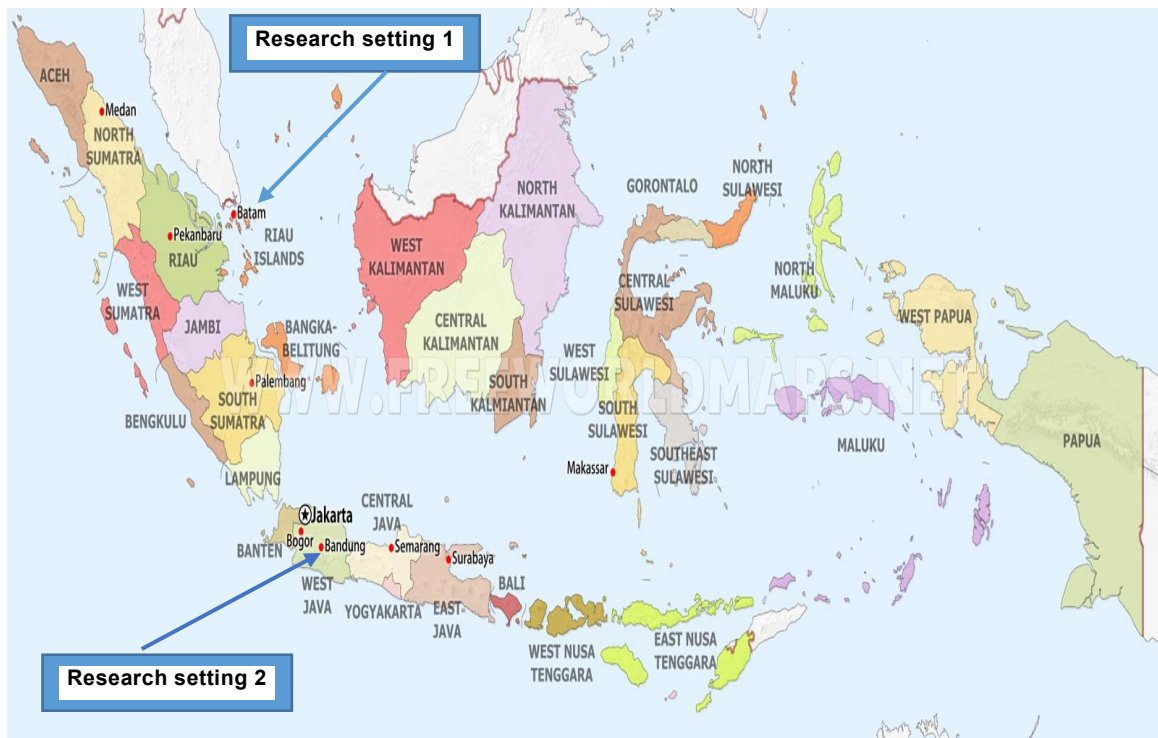 Research setting 1
ACEH
Medan
NORTH
SUMATRA
NORTH
SULAWESI
GORONTALO
NORTH
KALIMANTAN
Batam
RIAU
ISLANDS
Pekanbaru
RIAU
WEST
KALIMANTAN
NORTH
MALUKU
CENTRAL
SULAWESI
WEST
SUMATRA
JAMBI
BANGKA-
BELITUNG
CENTRAL
KALIMANTAN
WEST PAPUA
WEST
SULAWESI
Palembang
WWW.FREEWORLDMAPS.NET
SOUTH
KALMIANTAN
BENGKULU
SOUTH
SUMATRA
SOUTH
SULAWESI
MALUKU
PAPUA
SOUTHEAST
SULAWESI
Makassar
LAMPUNG
CENTRAL
JAVA
Jakarta
Bogor
BANTEN
Bandung
Semarang
Surabaya
WEST
JAVA
YOGYAKARTA
EAST
JAVA
BALI
WEST NUSA
TENGGARA
EAST NUSA
TENGGARA
Research setting 2